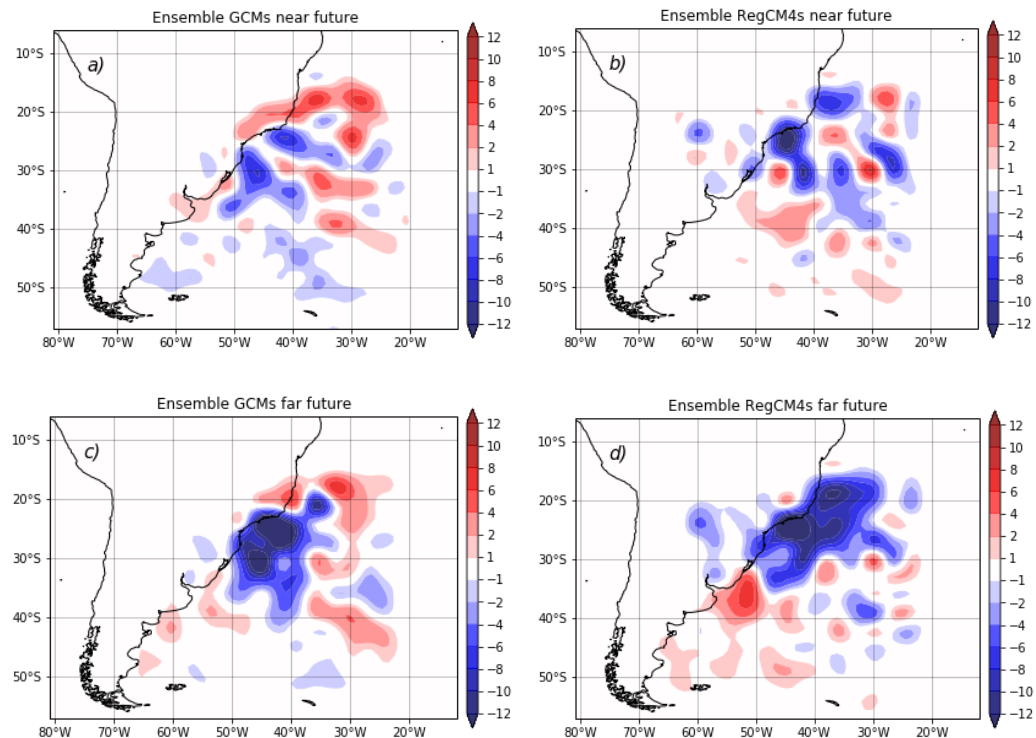 Ensemble GCMs near future
a)
10°S
20°S
30°S
40°S
50°S
80°W 70°W 60°W 50°W 40°W 30°W 20°W
12
10
8
6
4
2
1
−1
−2
−4
−6
−8
−10
−12
Ensemble RegCM4s near future
b)
10°S
20°S
30°S
40°S
50°S
80°W 70°W 60°W 50°W 40°W 30°W 20°W
12
10
8
6
4
2
1
−1
−2
−4
−6
−8
−10
−12
Ensemble GCMs far future
c)
10°S
20°S
30°S
40°S
50°S
80°W 70°W 60°W 50°W 40°W 30°W 20°W
12
10
8
6
4
2
1
−1
−2
−4
−6
−8
−10
−12
Ensemble RegCM4s far future
d)
10°S
20°S
30°S
40°S
50°S
80°W 70°W 60°W 50°W 40°W 30°W 20°W
12
10
8
6
4
2
1
−1
−2
−4
−6
−8
−10
−12